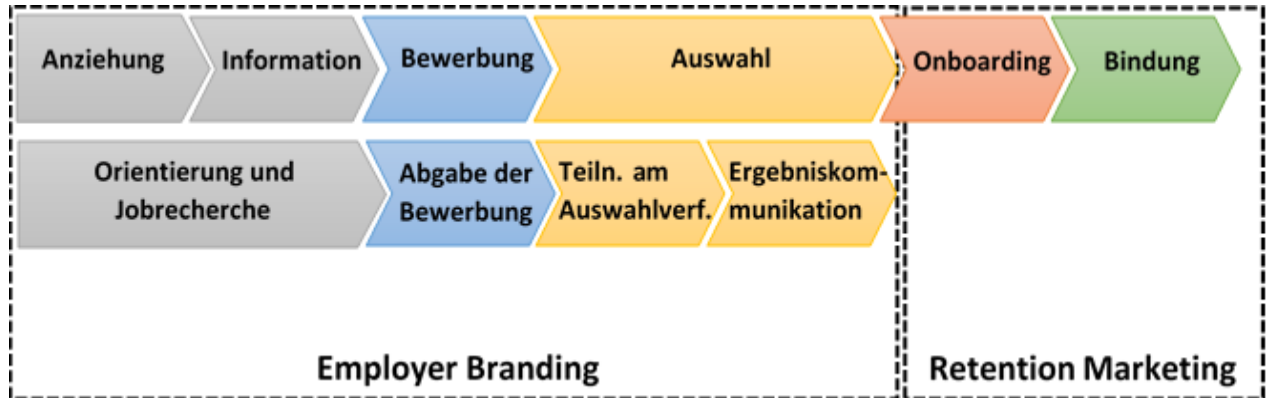 Anziehung
Information
Bewerbung
Auswahl
Onboarding
Bindung
Orientierung und
Jobrecherche
Abgabe der
Bewerbung
Teiln. am
Auswahlverf.
Ergebniskom-
munikation
Employer Branding
Retention Marketing